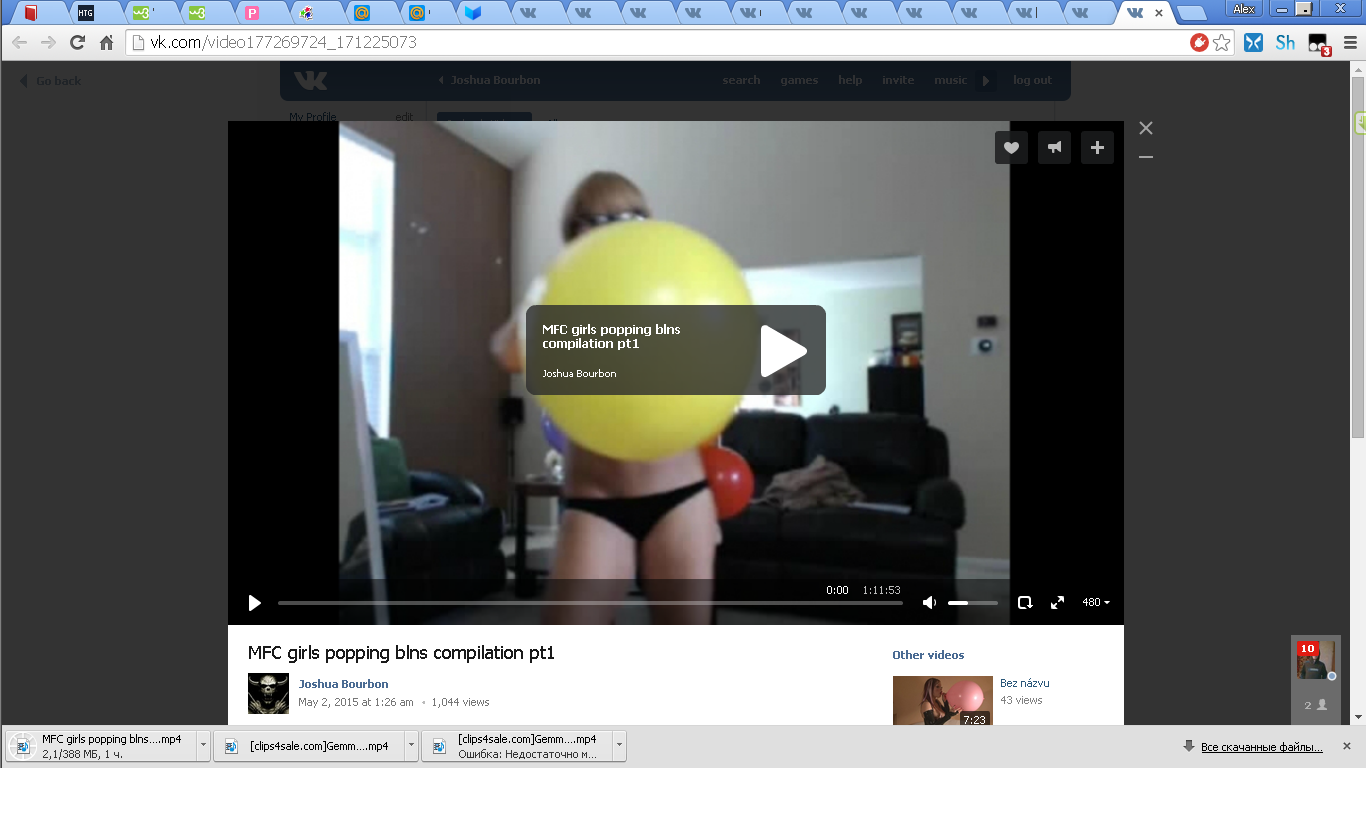 HTG
Alex
vk.com/video177269724_171225073
Sh
3
Go back
Joshua Bourbon
search
games
help
invite
music
log out
My Profile
edit
MFC girls popping blns
compilation pt1
Joshua Bourbon
0:00
1:11:53
480
MFC girls popping blns compilation pt1
Joshua Bourbon
May 2, 2015 at 1:26 am • 1,044 views
Other videos
Bez názvu
43 views
7:23
10
2
MFC girls popping blns....mp4
2,1/388 МБ, 1 ч.
[clips4sale.com]Gemm....mp4
[clips4sale.com]Gemm....mp4
Ошибка: Недостаточно м...
Все скачанные файлы...